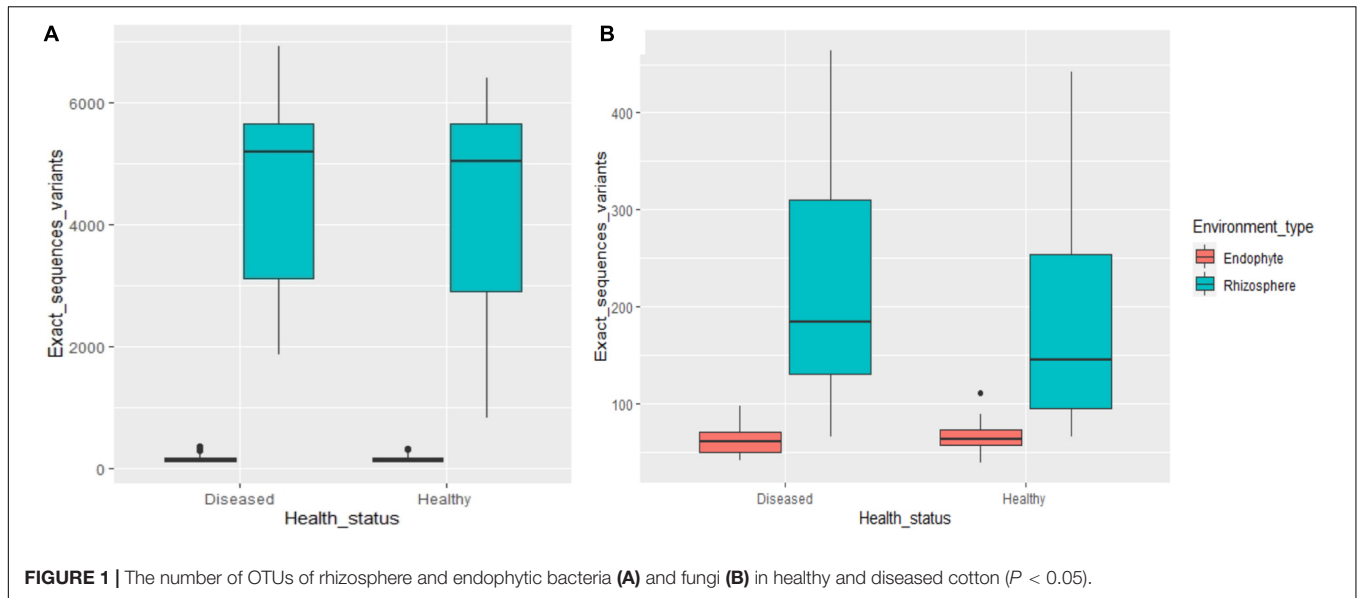 A
Exact_sequences_variants
6000
4000
2000
0
Diseased
Healthy
Health_status
B
Exact_sequences_variants
400
300
200
100
Diseased
Healthy
Health_status
Environment_type
Endophyte
Rhizosphere
FIGURE 1 | The number of OTUs of rhizosphere and endophytic bacteria (A) and fungi (B) in healthy and diseased cotton (P < 0.05).